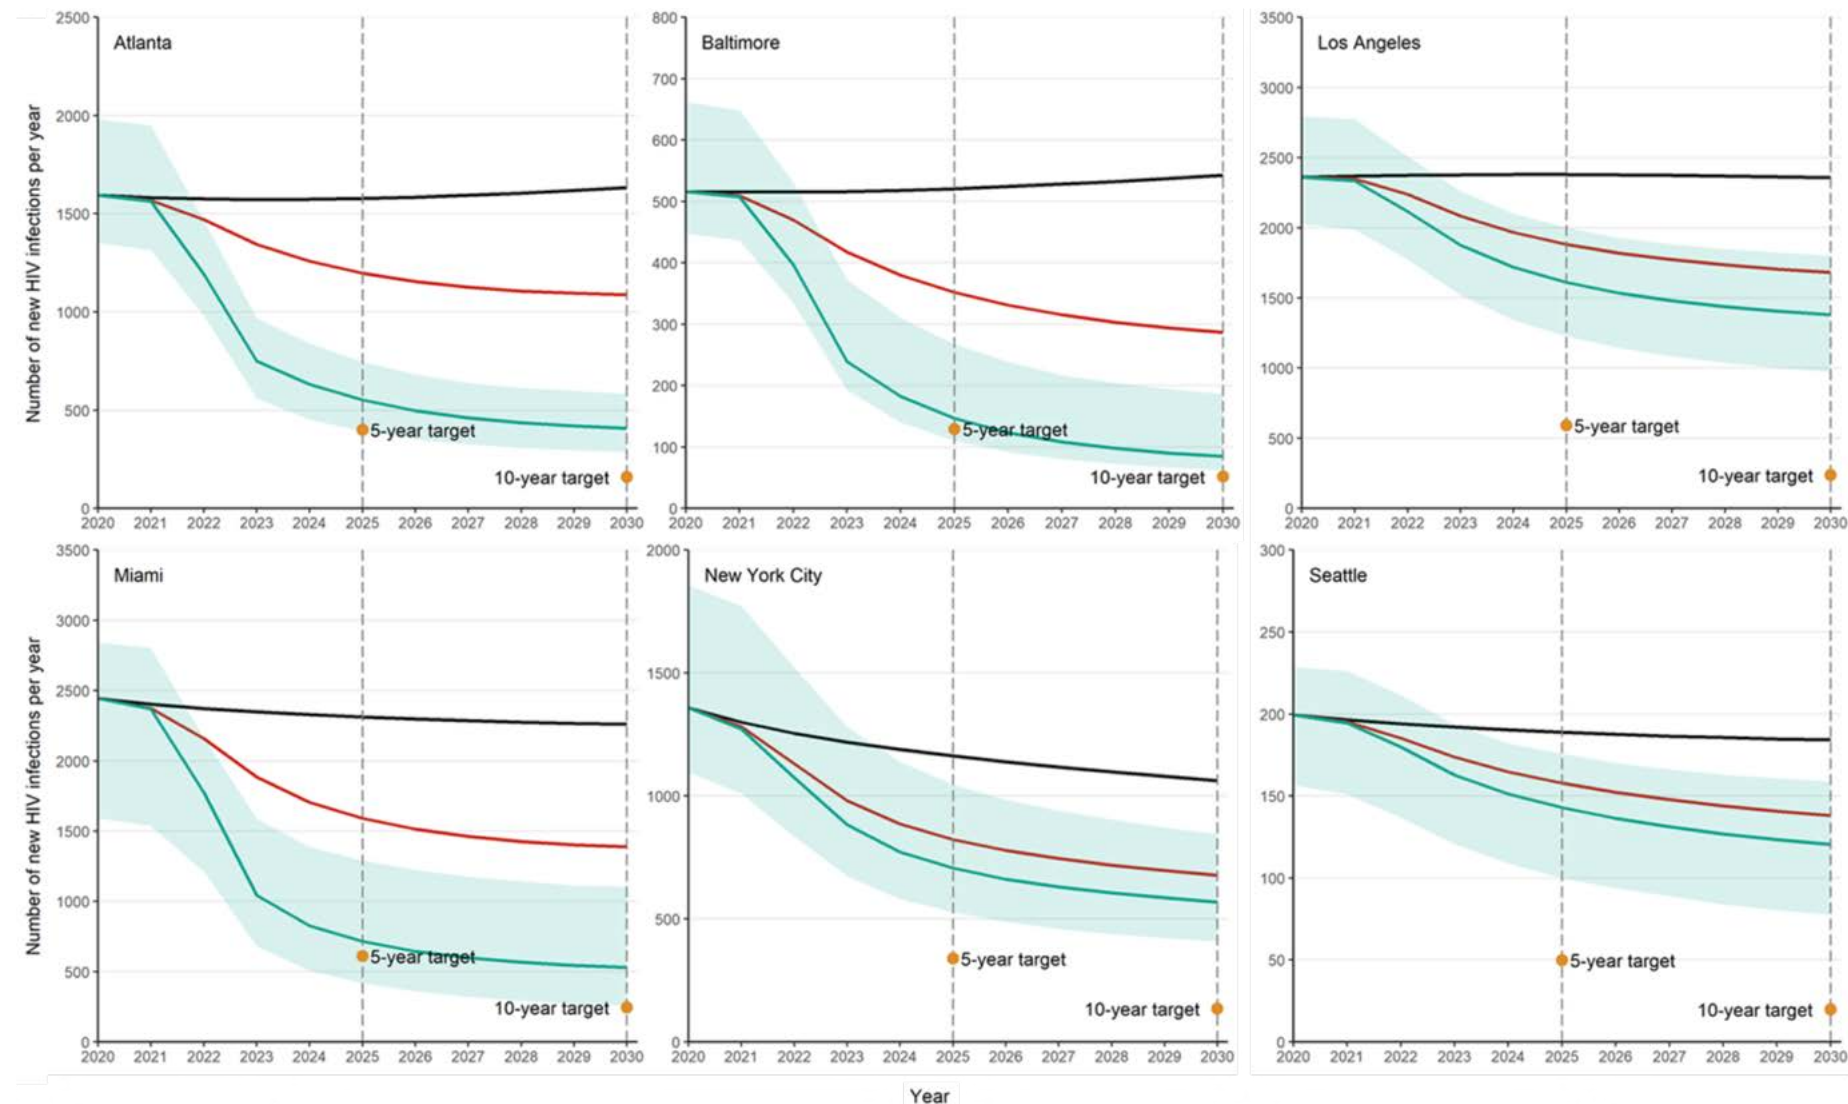 Number of new HIV infections per year
2500
2000
1500
1000
500
0
Atlanta
5-year target
10-year target
2020 2021 2022 2023 2024 2025 2026 2027 2028 2029 2030
800
700
600
500
400
300
200
100
0
Baltimore
5-year target
10-year target
2020 2021 2022 2023 2024 2025 2026 2027 2028 2029 2030
3500
3000
2500
2000
1500
1000
500
0
Los Angeles
5-year target
10-year target
2020 2021 2022 2023 2024 2025 2026 2027 2028 2029 2030
Number of new HIV infections per year
3500
3000
2500
2000
1500
1000
500
0
Miami
5-year target
10-year target
2020 2021 2022 2023 2024 2025 2026 2027 2028 2029 2030
2000
1500
1000
500
0
New York City
5-year target
10-year target
2020 2021 2022 2023 2024 2025 2026 2027 2028 2029 2030
300
250
200
150
100
50
0
Seattle
5-year target
10-year target
2020 2021 2022 2023 2024 2025 2026 2027 2028 2029 2030
Year